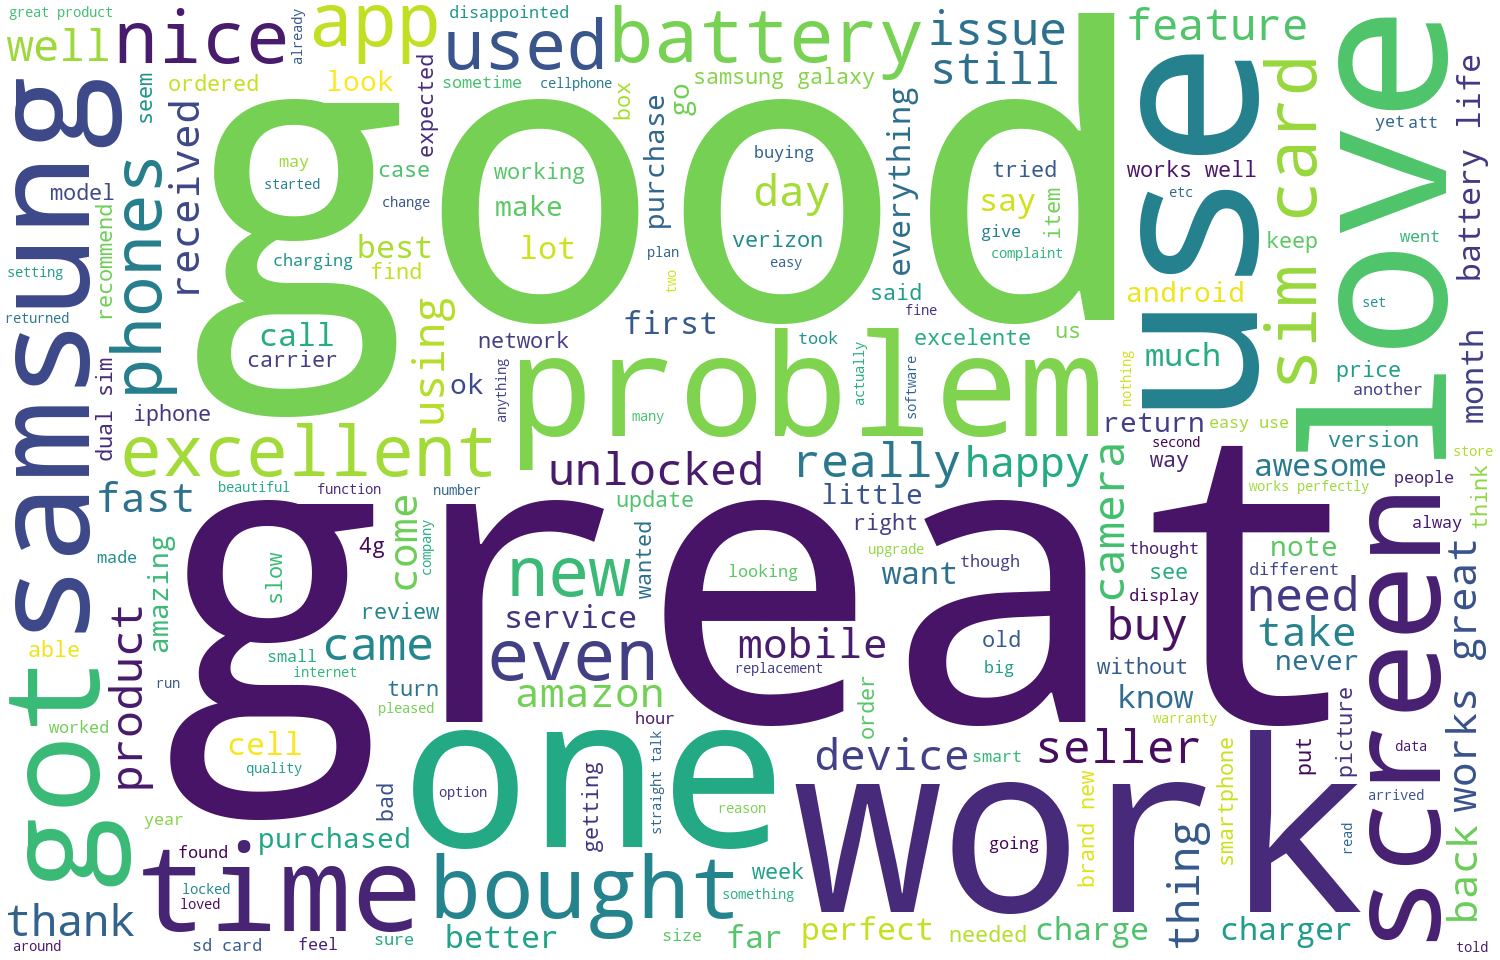 great product
well
nice
already
app
disappointed
used
battery
issue
still
feature
use
love
samsung
seem
ordered
look
expected
sometime
cellphone
samsung galaxy
box
go
purchase
everything
sim card
yet
att
battery life
good
may
started
case
change
working
make
lot
buying
day
verizon
easy
tried
say
give
item
complaint
works well
etc
keep
went
model
phones
received
recommend
setting
returned
charging
best
find
plan
two
said
fine
android
set
call
carrier
using
network
first
took
excelente
us
much
price
another
month
dual sim
iphone
ok
anything
problem
many
actually
software
nothing
return
easy use
version
excellent
unlocked
really
happy
camera
second
way
awesome
store
fast
beautiful
function
number
update
little
right
works perfectly
people
think
great
made
amazing
slow
4g
come
company
new
wanted
looking
upgrade
want
though
thought
see
display
note
different
alway
need
screen
works great
able
got
product
small
internet
run
review
came
service
even
mobile
replacement
old
big
buy
take
never
without
know
turn
pleased
amazon
hour
order
warranty
picture
worked
cell
quality
one
option
straight talk
reason
device
smart
seller
put
data
arrived
year
bad
getting
work
going
brand new
smartphone
read
back
purchased
found
locked
loved
time
bought
week
something
thing
thank
around
sd card
feel
sure
better
size
far
perfect
needed
charge
charger
told